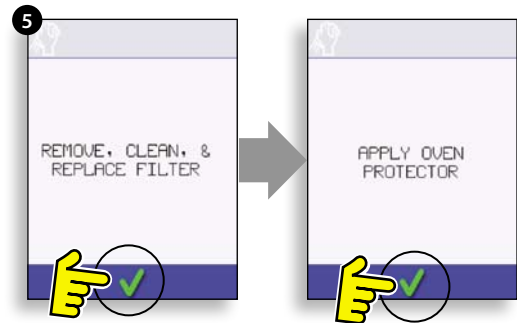 5
REMOVE, CLEAN, &
REPLACE FILTER
APPLY OVEN
PROTECTOR